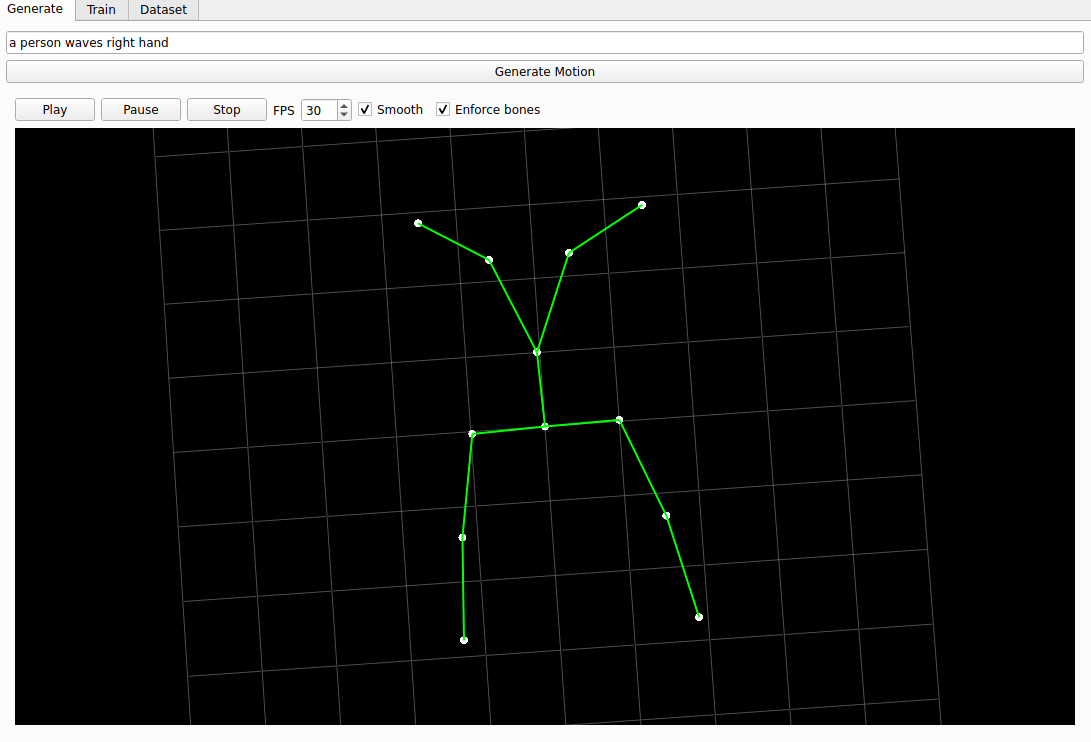 Generate Train Dataset
a person waves right hand
Generate Motion
Play Pause Stop FPS 30 Smooth Enforce bones